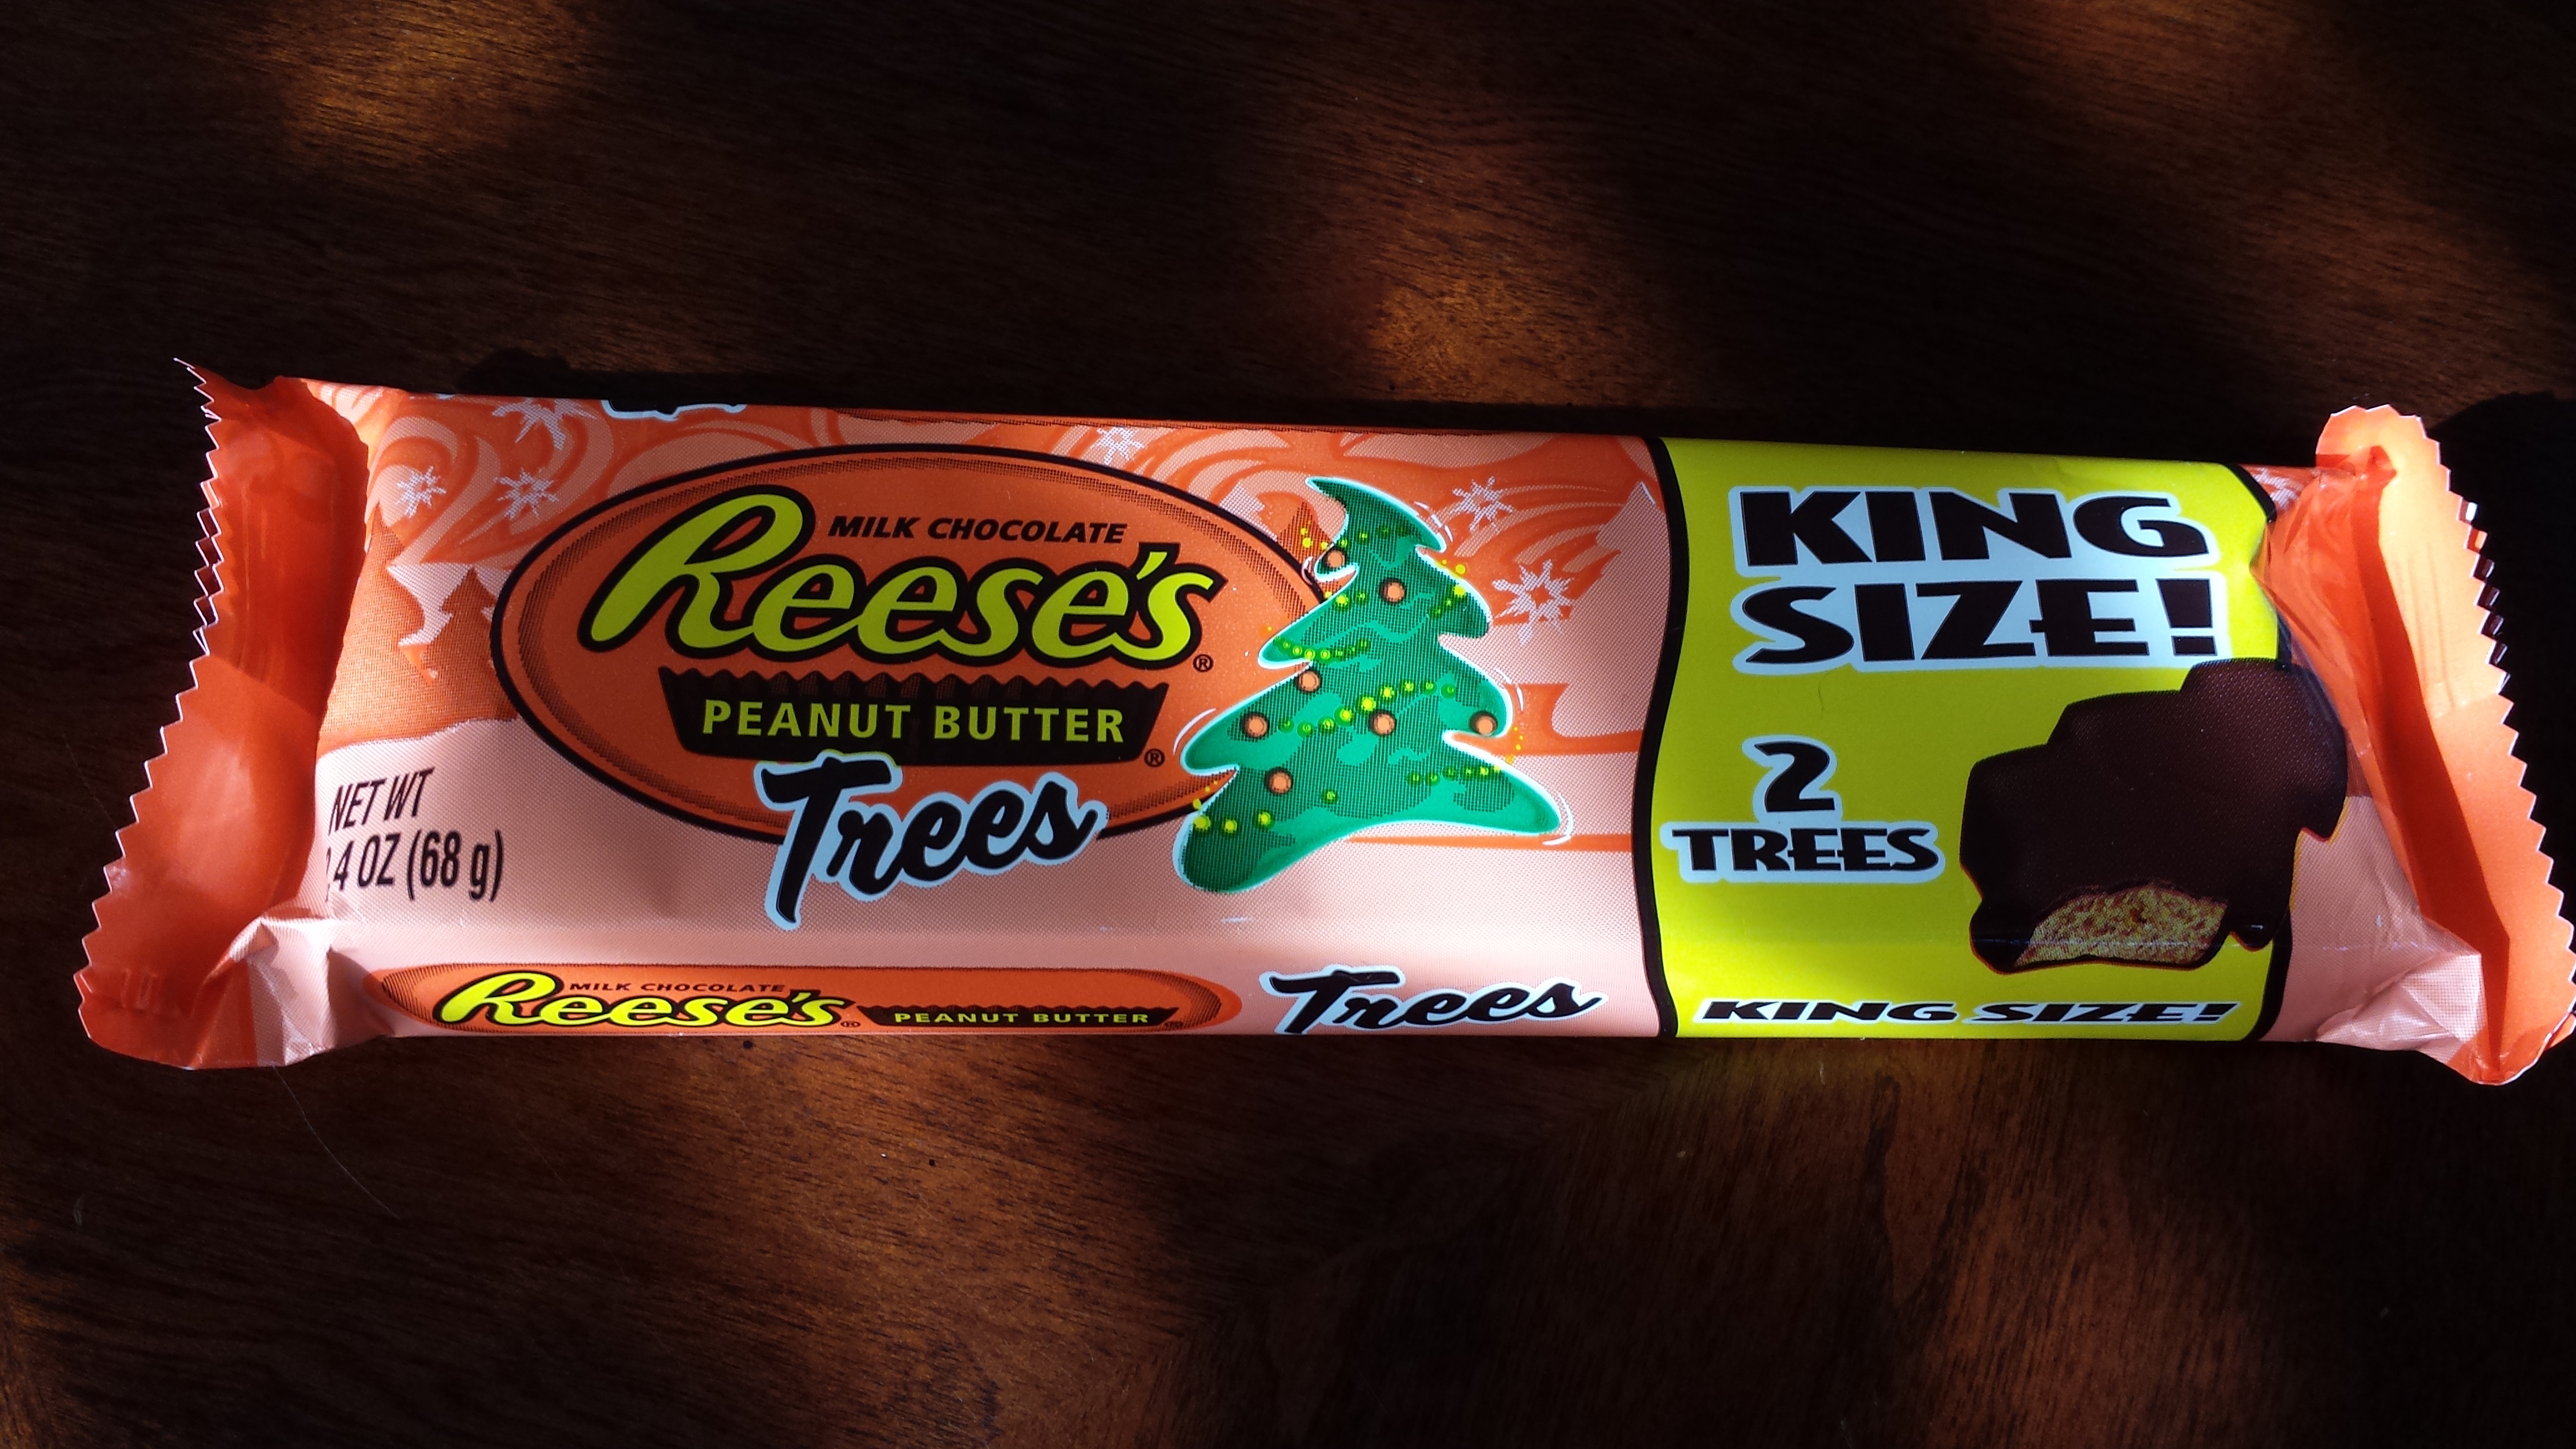 MILK CHOCOLATE
Reese's®
PEANUT BUTTER®
Trees
NET WT
.4 OZ (68 g)
KING
SIZE!
2
TREES
MILK CHOCOLATE
Reese's® PEANUT BUTTER® Trees
KING SIZE!